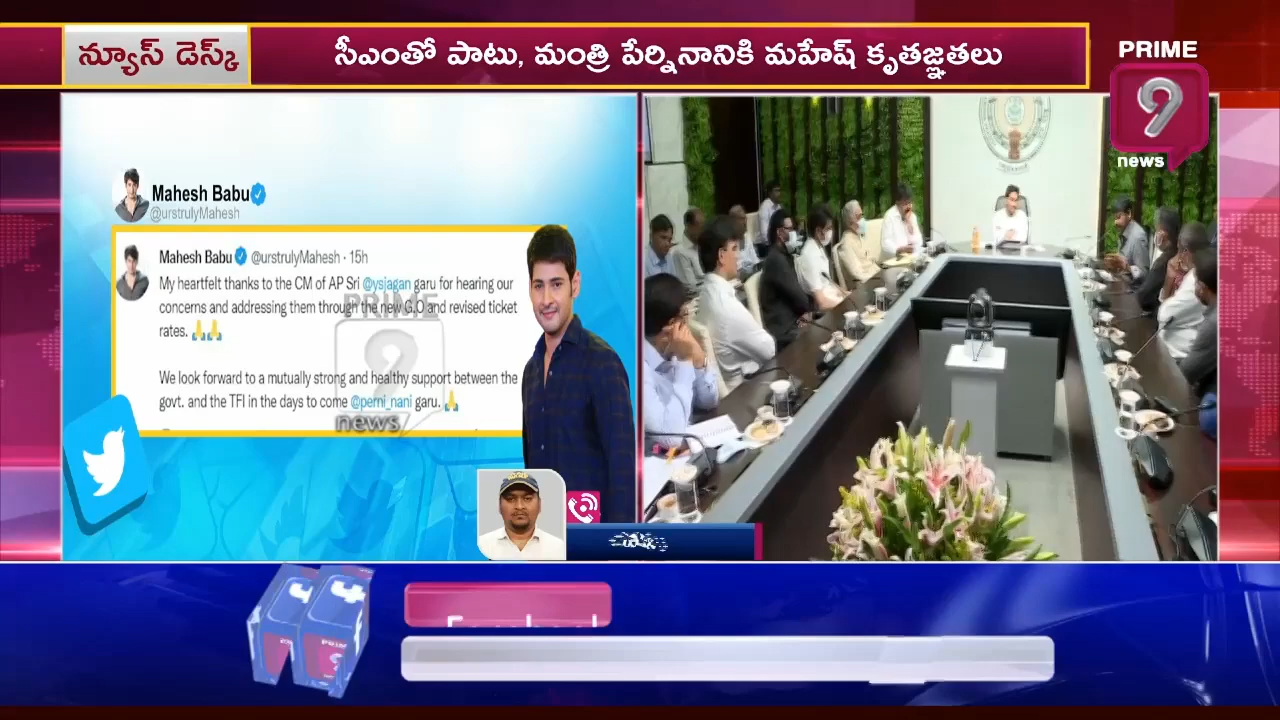 న్యూస్ డెస్క్
సీఎంతో పాటు, మంత్రి పేర్నినానికి మహేష్ కృతజ్ఞతలు
PRIME
9
news
Mahesh Babu
@urstrulyMahesh
Mahesh Babu @urstrulyMahesh · 15h
My heartfelt thanks to the CM of AP Sri @ysjagan garu for hearing our
concerns and addressing them through the new G.O and revised ticket
rates. 🙏🙏
We look forward to a mutually strong and healthy support between the
govt. and the TFI in the days to come @perni_nani garu. 🙏
PRIME
9
news